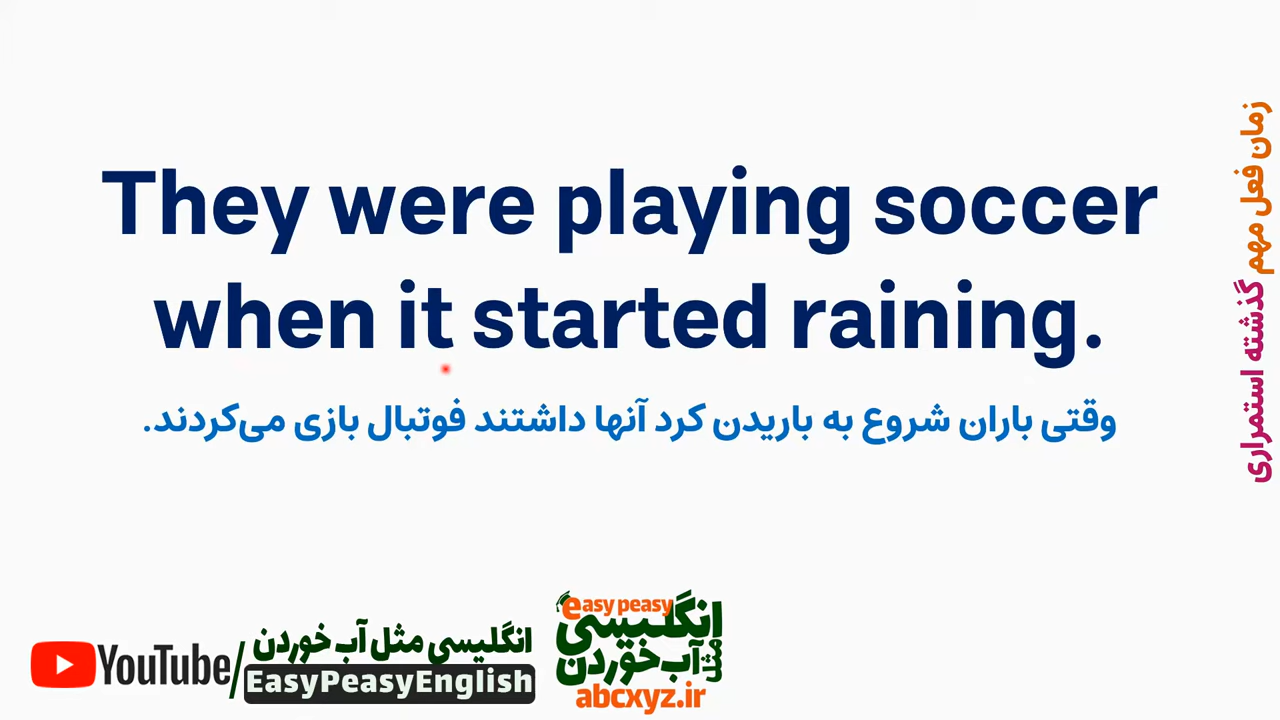 They were playing soccer
when it started raining.
وقتی باران شروع به باریدن کرد آنها داشتند فوتبال بازی می‌کردند.
زمان فعل مهم گذشته استمراری
YouTube/انگلیسی مثل آب خوردن
EasyPeasyEnglish
easy peasy
انگلیسی
مثل آب خوردن
abcxyz.ir